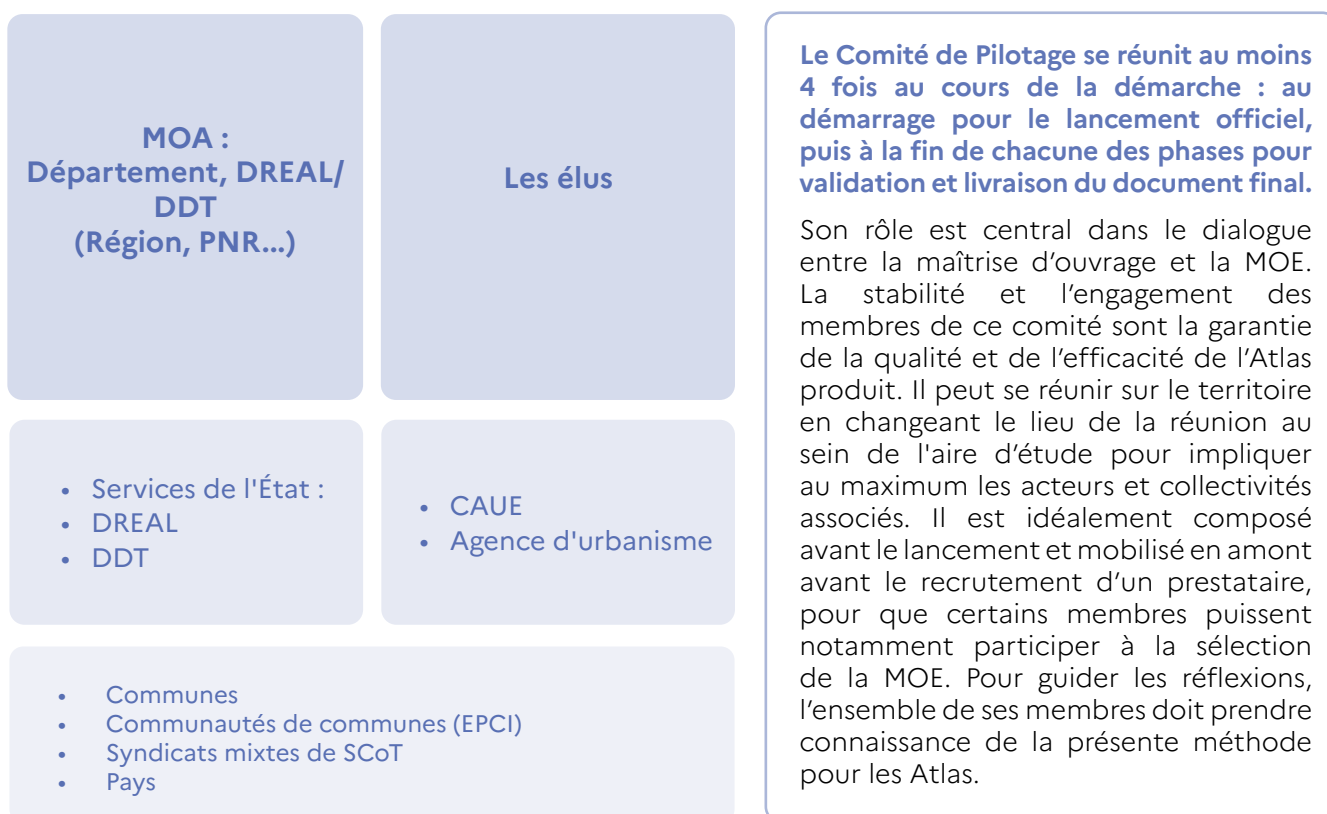 MOA :
Département, DREAL/
DDT
(Région, PNR...)
Les élus
• Services de l'État :
• DREAL
• DDT
• CAUE
• Agence d'urbanisme
• Communes
• Communautés de communes (EPCI)
• Syndicats mixtes de SCoT
• Pays
Le Comité de Pilotage se réunit au moins
4 fois au cours de la démarche : au
démarrage pour le lancement officiel,
puis à la fin de chacune des phases pour
validation et livraison du document final.
Son rôle est central dans le dialogue
entre la maîtrise d'ouvrage et la MOE.
La stabilité et l'engagement des
membres de ce comité sont la garantie
de la qualité et de l'efficacité de l'Atlas
produit. Il peut se réunir sur le territoire
en changeant le lieu de la réunion au
sein de l'aire d'étude pour impliquer
au maximum les acteurs et collectivités
associés. Il est idéalement composé
avant le lancement et mobilisé en amont
avant le recrutement d'un prestataire,
pour que certains membres puissent
notamment participer à la sélection
de la MOE. Pour guider les réflexions,
l'ensemble de ses membres doit prendre
connaissance de la présente méthode
pour les Atlas.